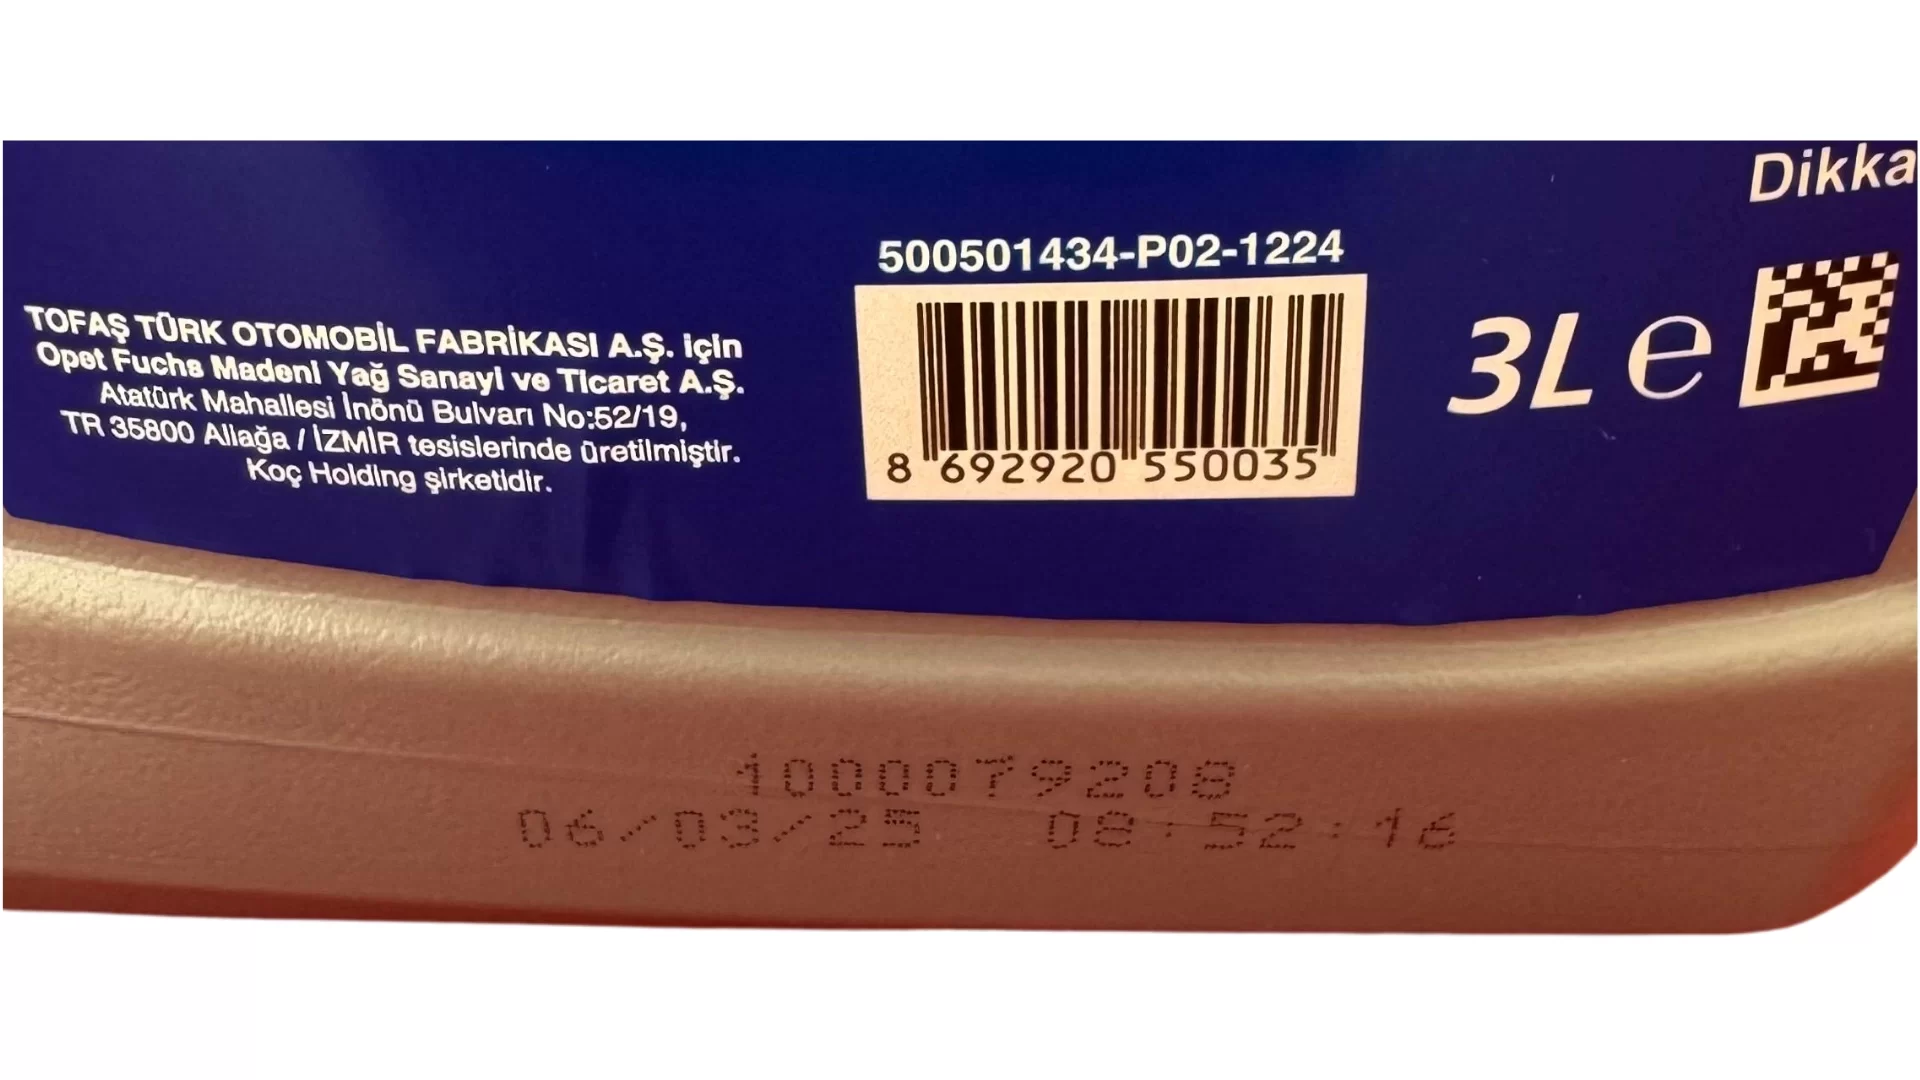 Dikka
500501434-P02-1224
TOFAŞ TÜRK OTOMOBİL FABRİKASI A.Ş. için
Opet Fuchs Madeni Yağ Sanayi ve Ticaret A.Ş.
Atatürk Mahallesi İnönü Bulvarı No:52/19,
TR 35800 Aliağa / İZMİR tesislerinde üretilmiştir.
Koç Holding şirketidir.
8 692920 550035
3L e
1000079208
06/03/25 08:52:16